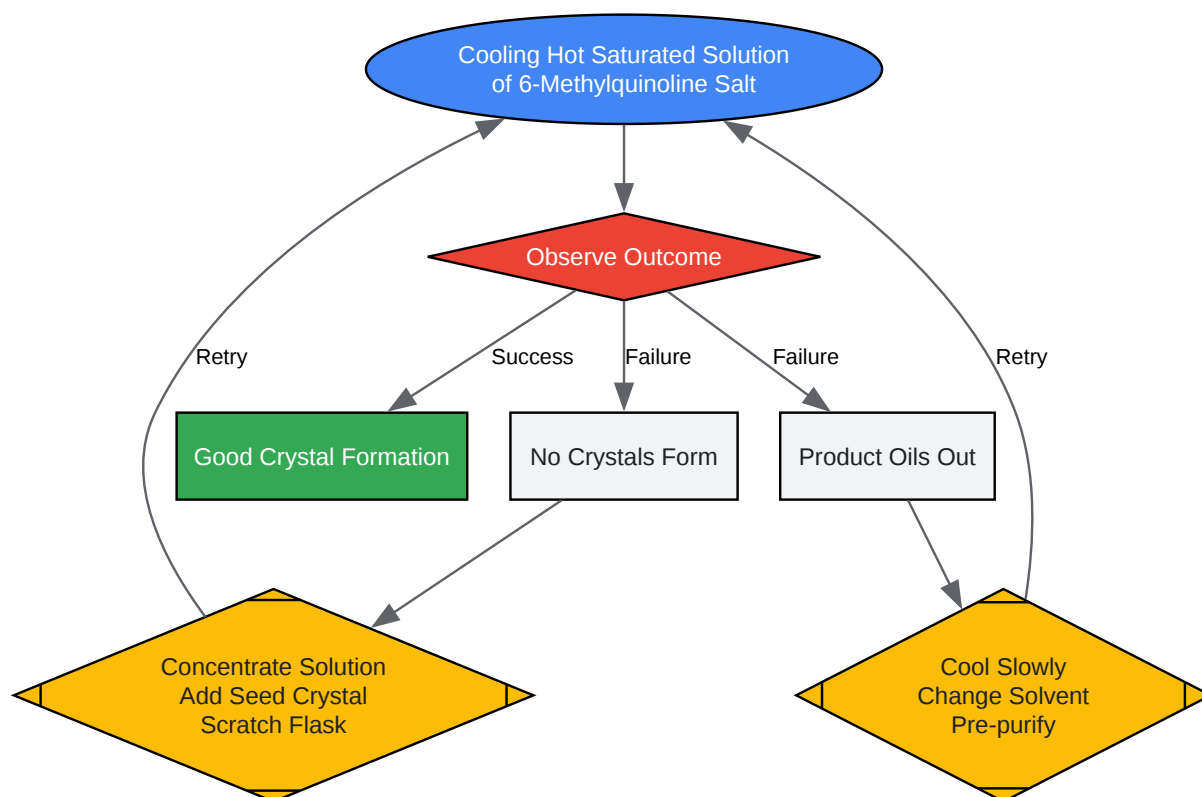 Cooling Hot Saturated Solution
of 6-Methylquinoline Salt
Observe Outcome
Retry
Success
Failure
Failure
Retry
Good Crystal Formation
No Crystals Form
Product Oils Out
Concentrate Solution
Add Seed Crystal
Scratch Flask
Cool Slowly
Change Solvent
Pre-purify